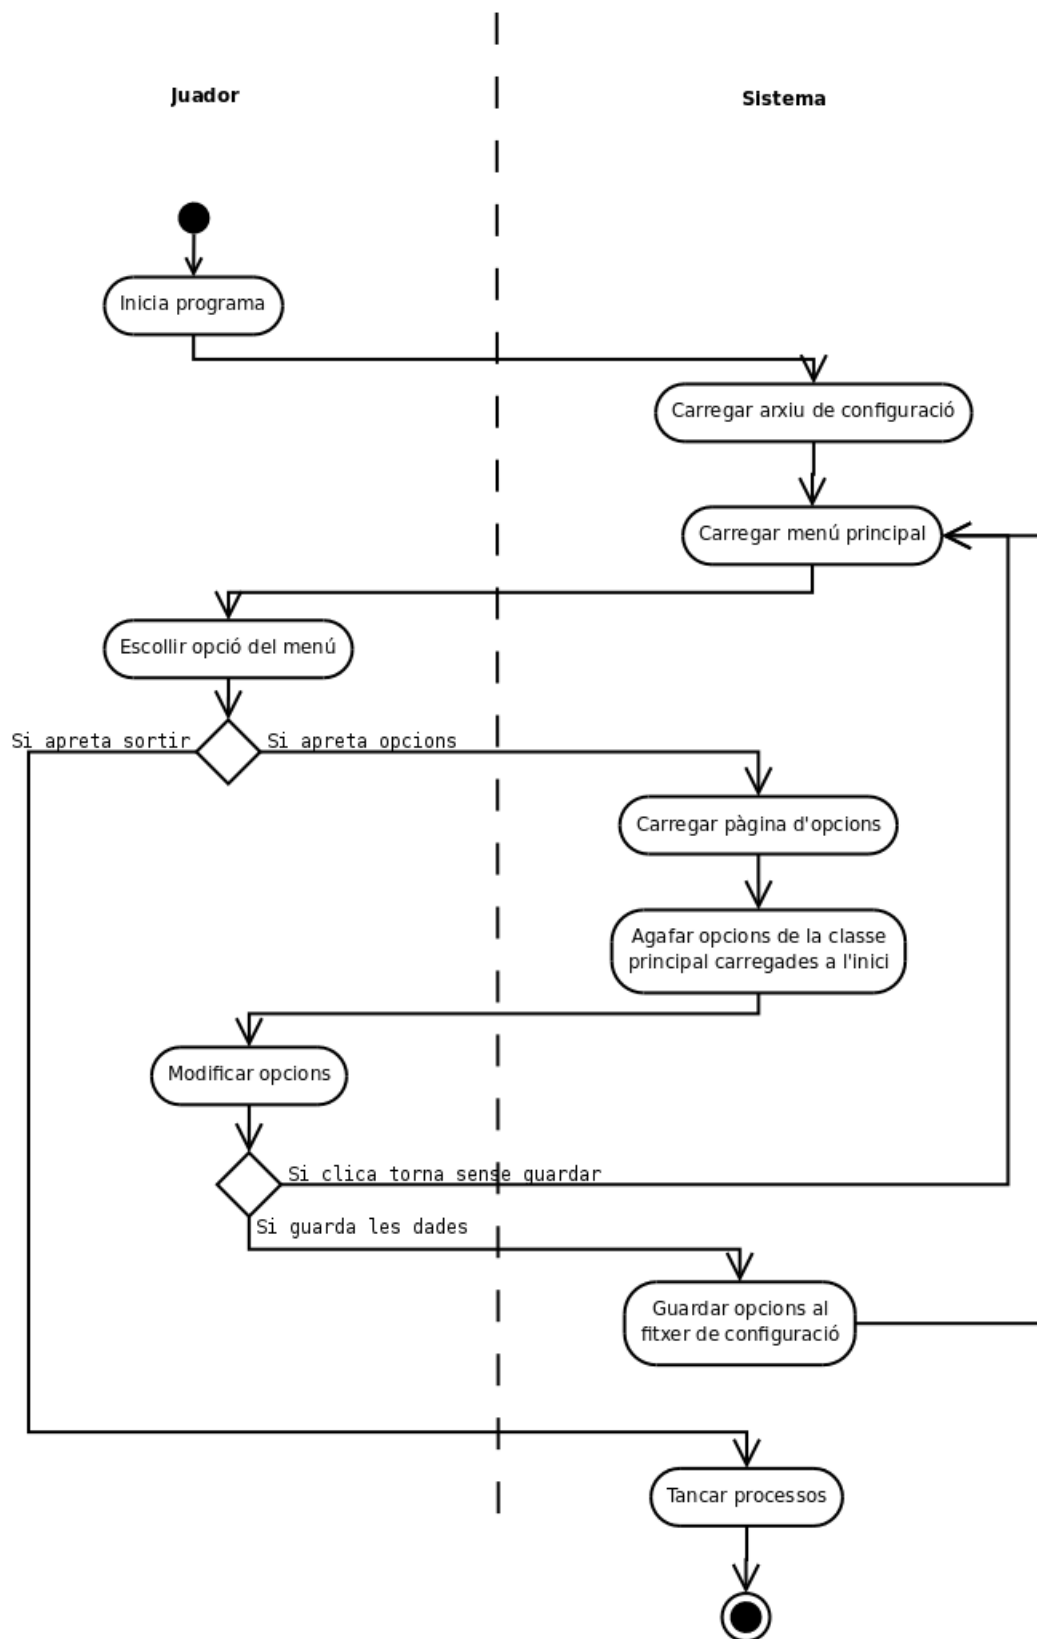 Juador
Sistema
Inicia programa
Carregar arxiu de configuració
Carregar menú principal
Escollir opció del menú
Si apreta sortir
Si apreta opcions
Carregar pàgina d'opcions
Agafar opcions de la classe
principal carregades a l'inici
Modificar opcions
Si clica torna sense guardar
Si guarda les dades
Guardar opcions al
fitxer de configuració
Tancar processos